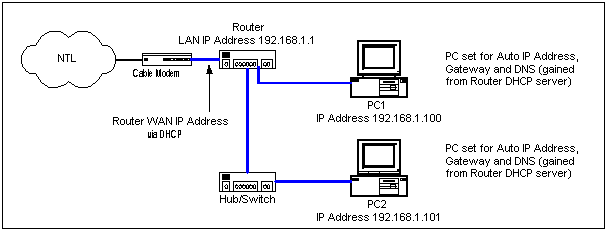 Router
LAN IP Address 192.168.1.1
NTL
Cable Modem
Router WAN IP Address
via DHCP
PC1
IP Address 192.168.1.100
PC set for Auto IP Address,
Gateway and DNS (gained
from Router DHCP server)
Hub/Switch
PC2
IP Address 192.168.1.101
PC set for Auto IP Address,
Gateway and DNS (gained
from Router DHCP server)